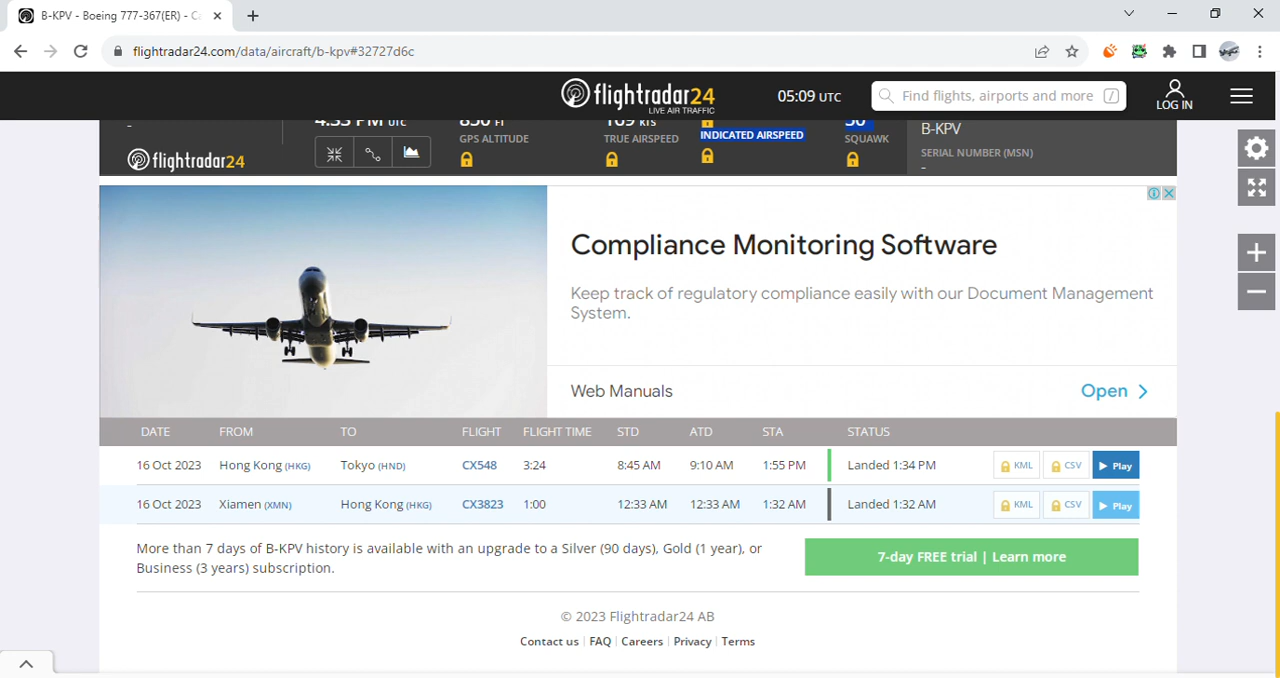 B-KPV - Boeing 777-367(ER) - Ca
flightradar24.com/data/aircraft/b-kpv#32727d6c
flightradar24
LIVE AIR TRAFFIC
05:09 UTC
Find flights, airports and more /
LOG IN
-
4:33 PM UTC
GPS ALTITUDE
169 kts
TRUE AIRSPEED
INDICATED AIRSPEED
SQUAWK
B-KPV
SERIAL NUMBER (MSN)
-
flightradar24
Compliance Monitoring Software
Keep track of regulatory compliance easily with our Document Management
System.
Web Manuals
Open
DATE FROM TO FLIGHT FLIGHT TIME STD ATD STA STATUS
16 Oct 2023 Hong Kong (HKG) Tokyo (HND) CX548 3:24 8:45 AM 9:10 AM 1:55 PM Landed 1:34 PM KML CSV Play
16 Oct 2023 Xiamen (XMN) Hong Kong (HKG) CX3823 1:00 12:33 AM 12:33 AM 1:32 AM Landed 1:32 AM KML CSV Play
More than 7 days of B-KPV history is available with an upgrade to a Silver (90 days), Gold (1 year), or
Business (3 years) subscription.
7-day FREE trial | Learn more
© 2023 Flightradar24 AB
Contact us | FAQ | Careers | Privacy | Terms